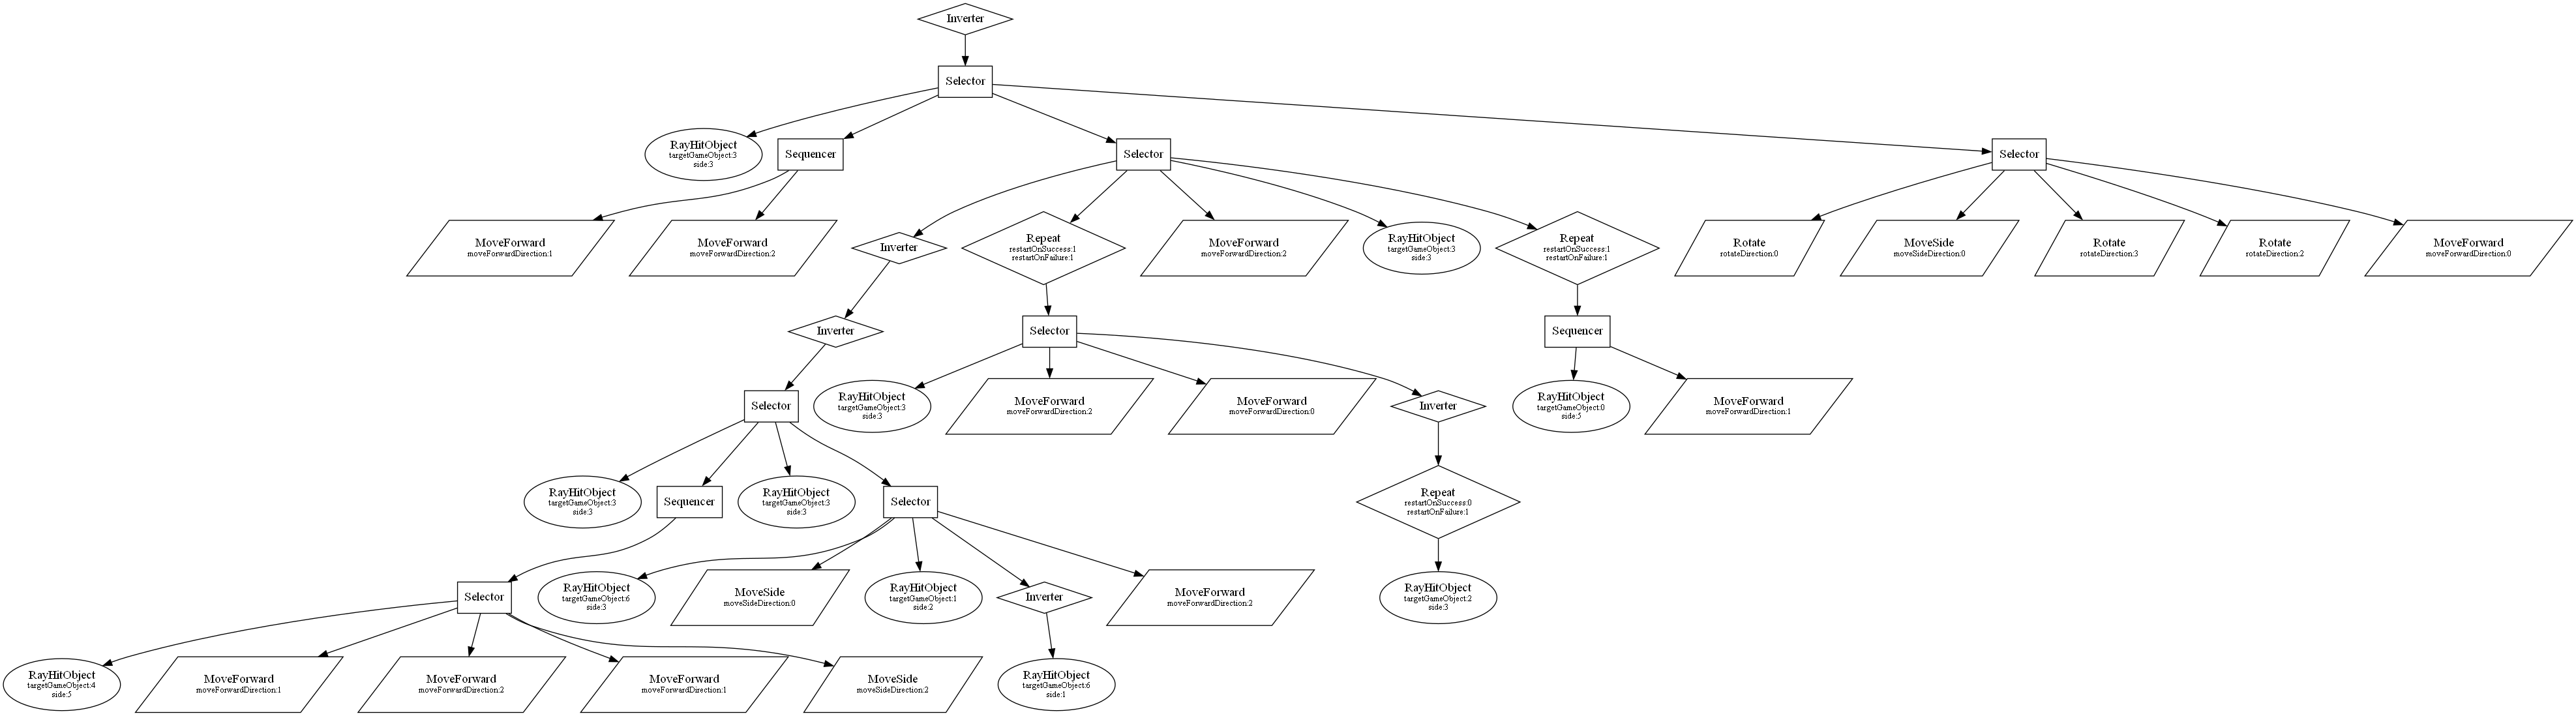 Inverter
Selector
RayHitObject
targetGameObject:3
side:3
Sequencer
Selector
Selector
MoveForward
moveForwardDirection:1
MoveForward
moveForwardDirection:2
Inverter
Repeat
restartOnSuccess:1
restartOnFailure:1
MoveForward
moveForwardDirection:2
RayHitObject
targetGameObject:3
side:3
Repeat
restartOnSuccess:1
restartOnFailure:1
Rotate
rotateDirection:0
MoveSide
moveSideDirection:0
Rotate
rotateDirection:3
Rotate
rotateDirection:2
MoveForward
moveForwardDirection:0
Inverter
Selector
Sequencer
Selector
RayHitObject
targetGameObject:3
side:3
MoveForward
moveForwardDirection:2
MoveForward
moveForwardDirection:0
Inverter
RayHitObject
targetGameObject:0
side:5
MoveForward
moveForwardDirection:1
RayHitObject
targetGameObject:3
side:3
Sequencer
RayHitObject
targetGameObject:3
side:3
Selector
Repeat
restartOnSuccess:0
restartOnFailure:1
Selector
RayHitObject
targetGameObject:6
side:3
MoveSide
moveSideDirection:0
RayHitObject
targetGameObject:1
side:2
Inverter
MoveForward
moveForwardDirection:2
RayHitObject
targetGameObject:2
side:3
RayHitObject
targetGameObject:4
side:5
MoveForward
moveForwardDirection:1
MoveForward
moveForwardDirection:2
MoveForward
moveForwardDirection:1
MoveSide
moveSideDirection:2
RayHitObject
targetGameObject:6
side:1